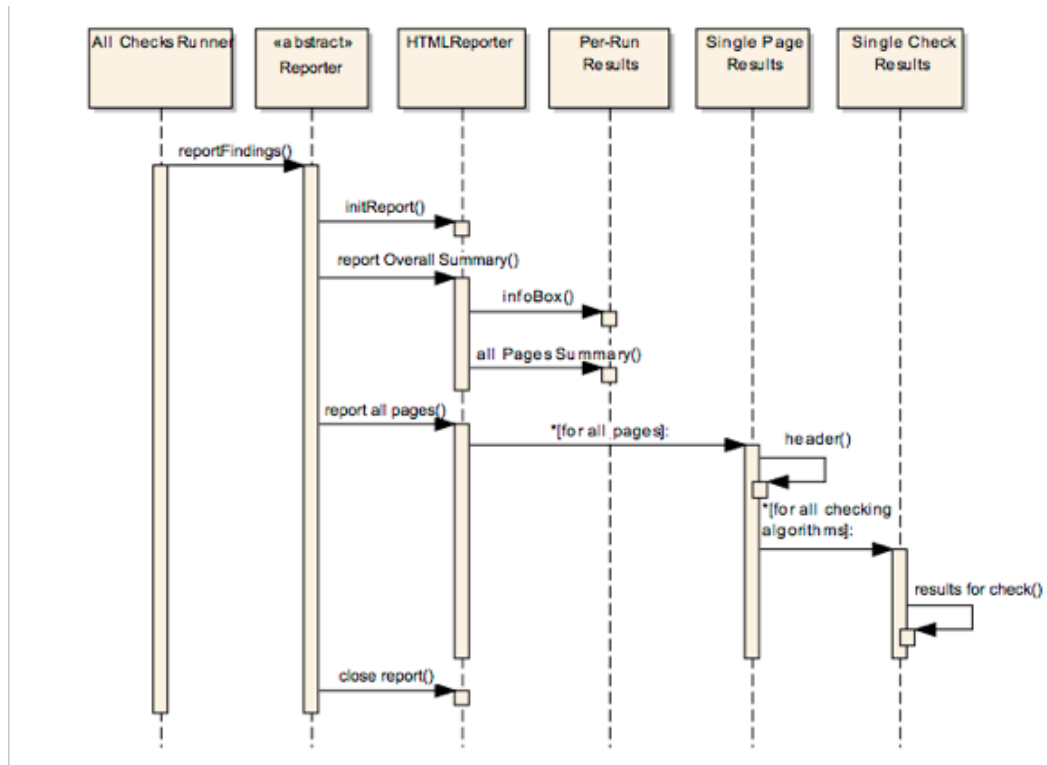 All Checks Runner
«abstract»
Reporter
HTMLReporter
Per-Run
Results
Single Page
Results
Single Check
Results
reportFindings()
initReport()
report Overall Summary()
infoBox()
all Pages Summary()
report all pages()
*[for all pages]:
header()
*[for all checking
algorithms]:
results for check()
close report()